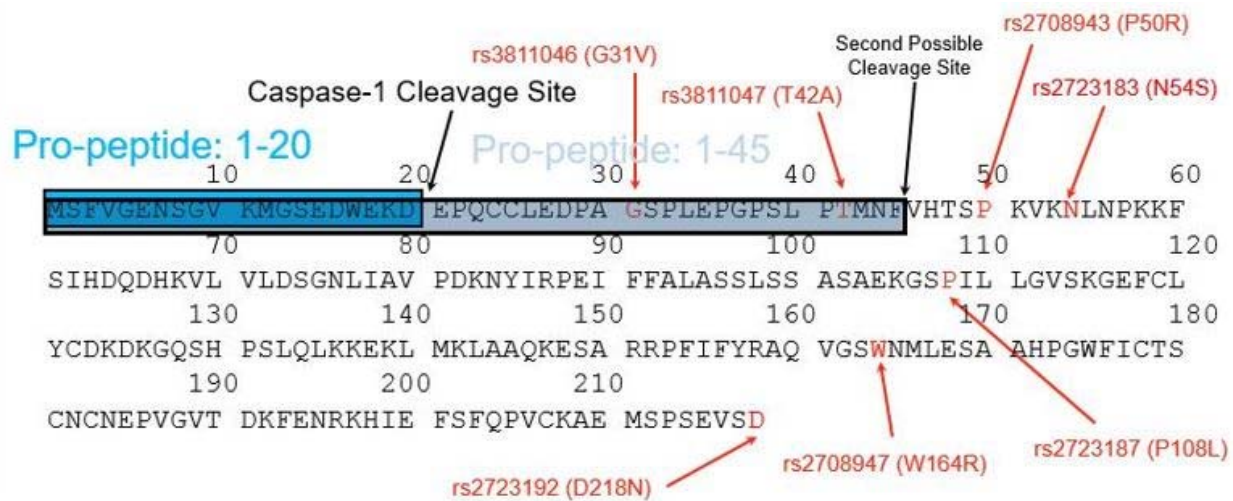 rs2708943 (P50R)
rs3811046 (G31V)
Second Possible
Cleavage Site
Caspase-1 Cleavage Site
rs3811047 (T42A)
rs2723183 (N54S)
Pro-peptide: 1-20
Pro-peptide: 1-45
10 20 30 40 50 60
MSFVGENSGV KMGSEDWEKD EPQCCLEDPA GSPLEPGPSL PTMNFVHTSP KVKNLNPKKF
70 80 90 100 110 120
SIHDQDHKVL VLDSGNLIAV PDKNYIRPEI FFALASSLSS ASAEKGSPIL LGVSKGEFCL
130 140 150 160 170 180
YCDKDKGQSH PSLQLKKEKL MKLAAQKESA RRPFIFYRAQ VGSWNMLESA AHPGWFICTS
190 200 210
CNCNEPVGVT DKFENRKHIE FSFQPVCKAE MSPSEVSD
rs2723187 (P108L)
rs2708947 (W164R)
rs2723192 (D218N)